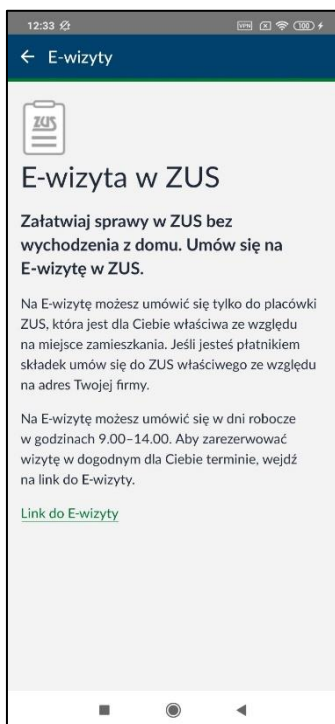 12:33
VPN 100
E-wizyty
ZUS
E-wizyta w ZUS
Załatwiaj sprawy w ZUS bez
wychodzenia z domu. Umów się na
E-wizytę w ZUS.
Na E-wizytę możesz umówić się tylko do placówki
ZUS, która jest dla Ciebie właściwa ze względu
na miejsce zamieszkania. Jeśli jesteś płatnikiem
składek umów się do ZUS właściwego ze względu
na adres Twojej firmy.
Na E-wizytę możesz umówić się w dni robocze
w godzinach 9.00–14.00. Aby zarezerwować
wizytę w dogodnym dla Ciebie terminie, wejdź
na link do E-wizyty.
Link do E-wizyty